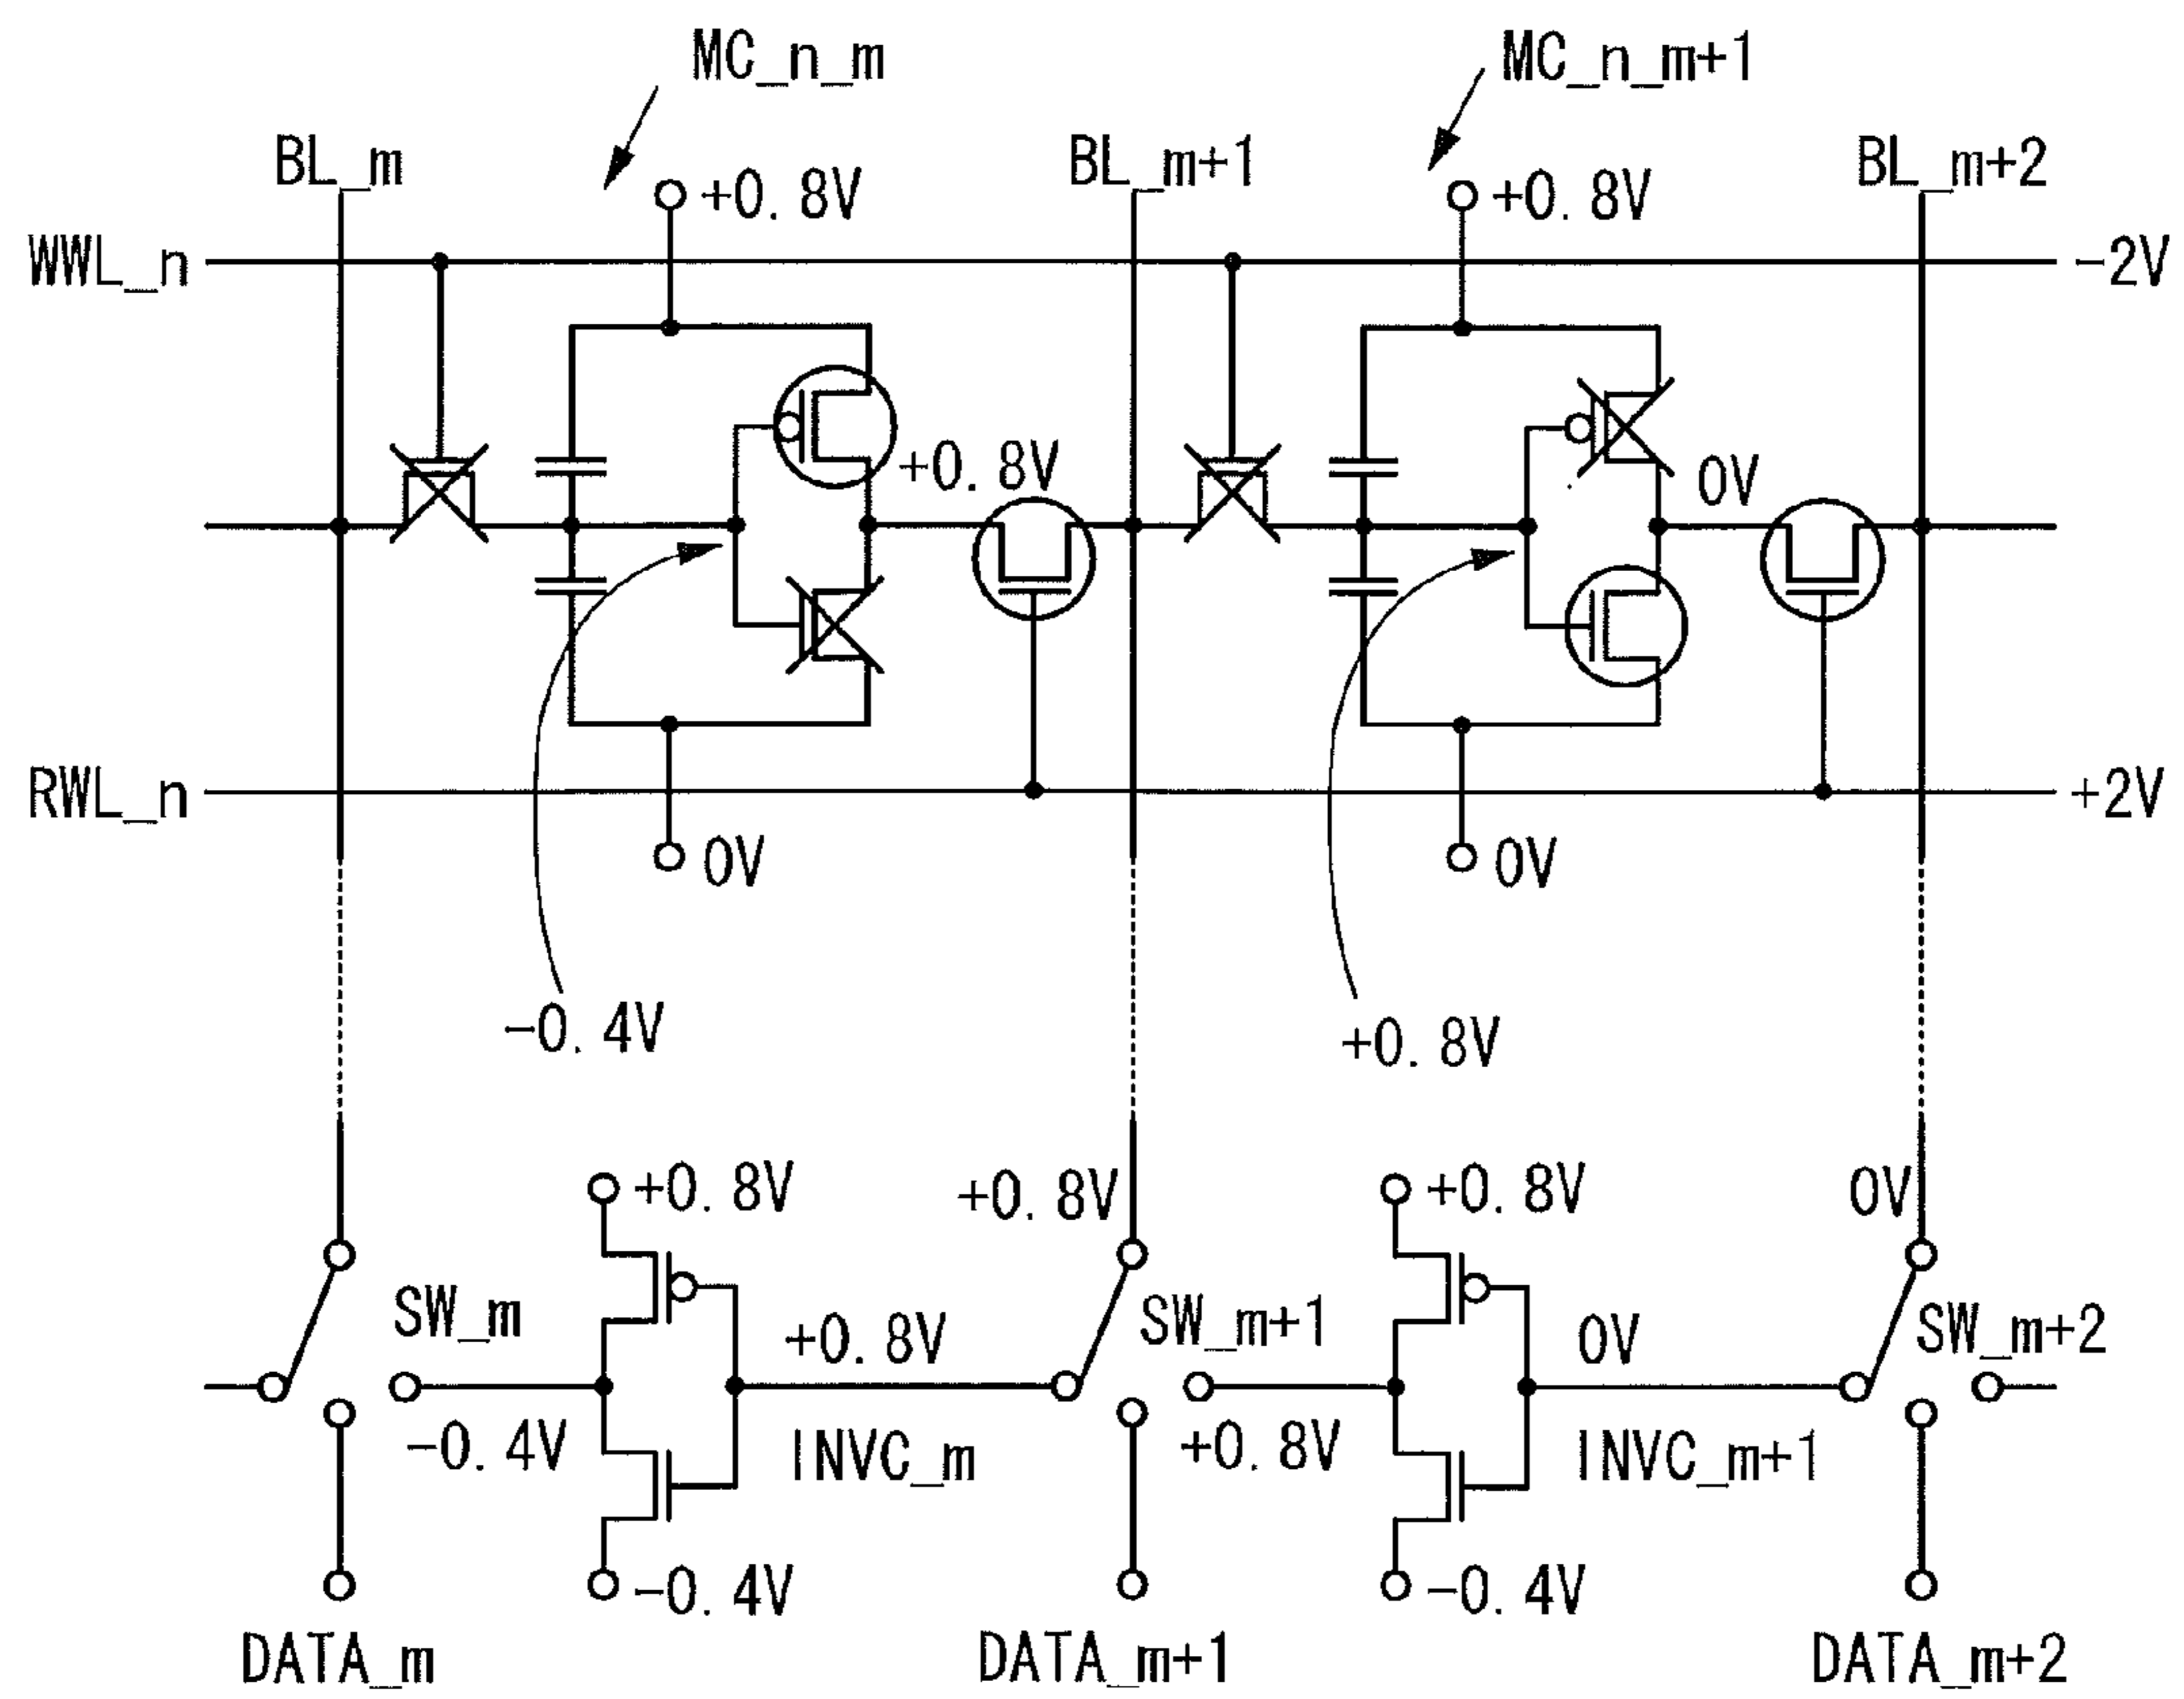 MC_n_m
MC_n_m+1
BL_m
BL_m+1
BL_m+2
+0.8V
+0.8V
WWL_n
-2V
+0.8V
0V
RWL_n
+2V
0V
0V
-0.4V
+0.8V
+0.8V
+0.8V
+0.8V
0V
SW_m
+0.8V
SW_m+1
0V
SW_m+2
-0.4V
INVC_m
+0.8V
INVC_m+1
-0.4V
-0.4V
DATA_m
DATA_m+1
DATA_m+2